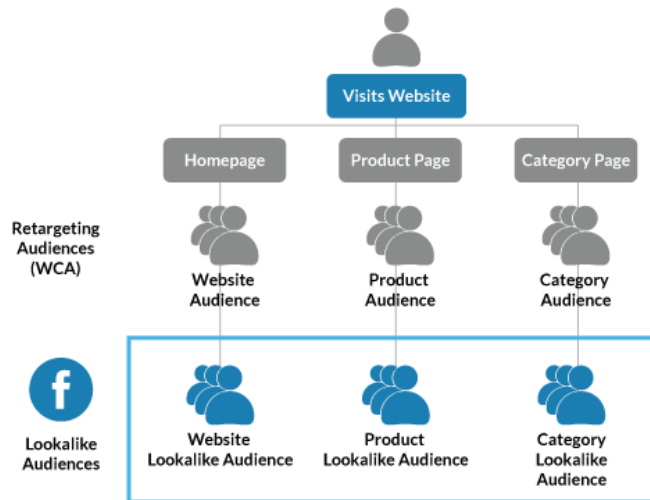 Visits Website
Homepage
Product Page
Category Page
Retargeting
Audiences
(WCA)
Website
Audience
Product
Audience
Category
Audience
f
Lookalike
Audiences
Website
Lookalike Audience
Product
Lookalike Audience
Category
Lookalike
Audience